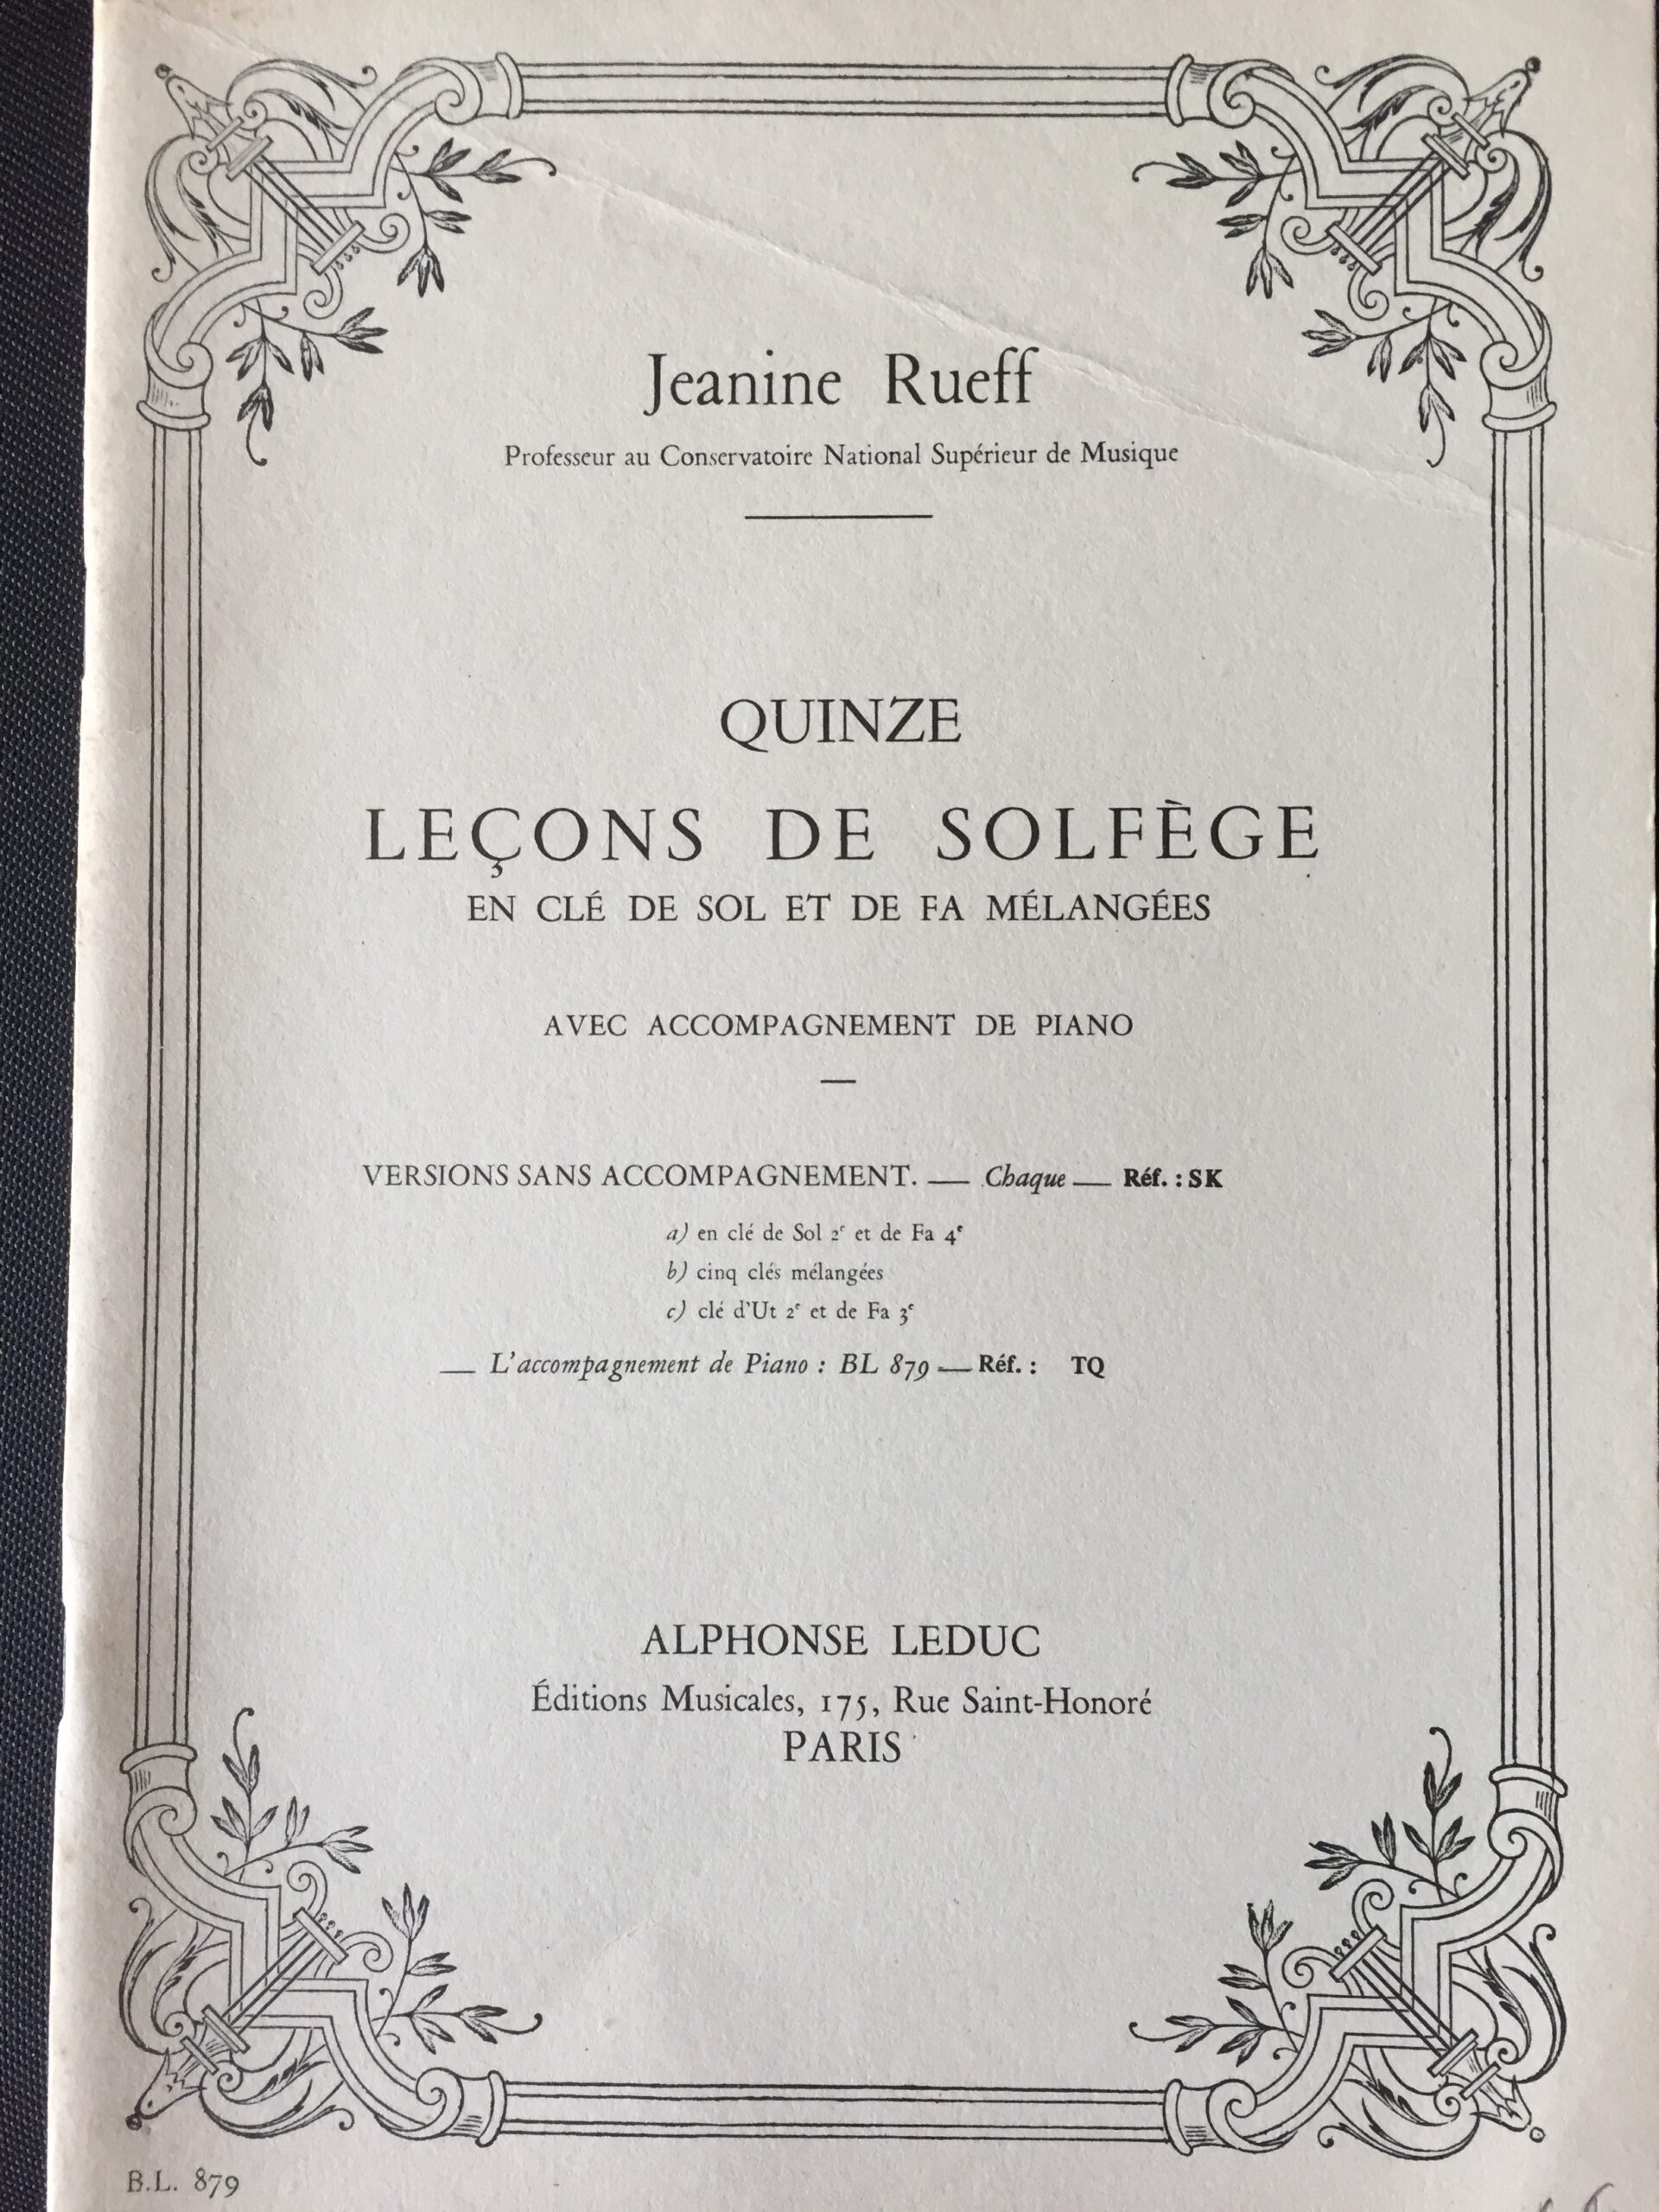 Jeanine Rueff
Professeur au Conservatoire National Supérieur de Musique
QUINZE
LEÇONS DE SOLFÈGE
EN CLÉ DE SOL ET DE FA MÉLANGÉES
AVEC ACCOMPAGNEMENT DE PIANO
—
VERSIONS SANS ACCOMPAGNEMENT. — Chaque — Réf. : SK
a) en clé de Sol 2e et de Fa 4e
b) cinq clés mélangées
c) clé d'Ut 2e et de Fa 3e
— L'accompagnement de Piano : BL 879 — Réf. : TQ
ALPHONSE LEDUC
Éditions Musicales, 175, Rue Saint-Honoré
PARIS
B.L. 879